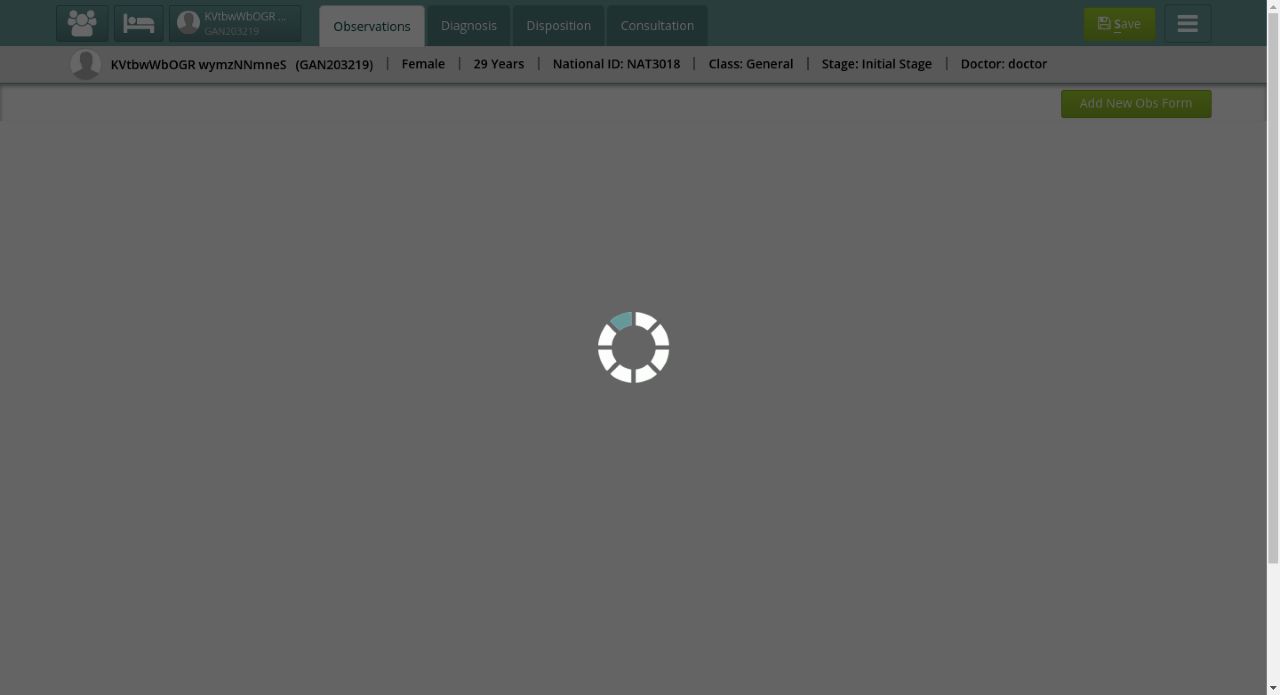 KVtbwWbOGR ...
GAN203219
Observations
Diagnosis
Disposition
Consultation
Save
KVtbwWbOGR wymzNNmneS (GAN203219) | Female | 29 Years | National ID: NAT3018 | Class: General | Stage: Initial Stage | Doctor: doctor
Add New Obs Form